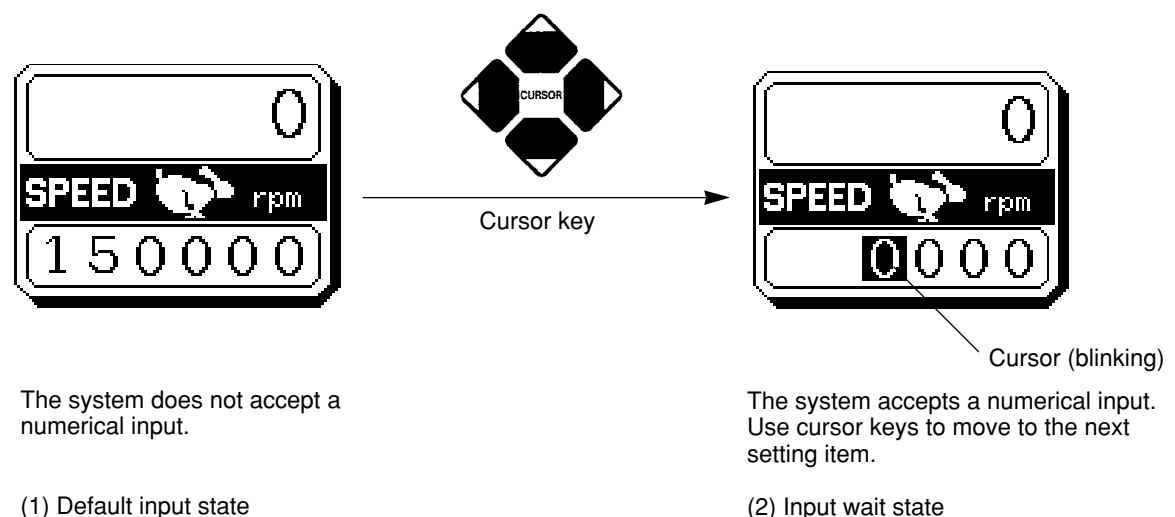 0
SPEED rpm
150000
CURSOR
Cursor key
0
SPEED rpm
0000
Cursor (blinking)
The system does not accept a
numerical input.
(1) Default input state
The system accepts a numerical input.
Use cursor keys to move to the next
setting item.
(2) Input wait state